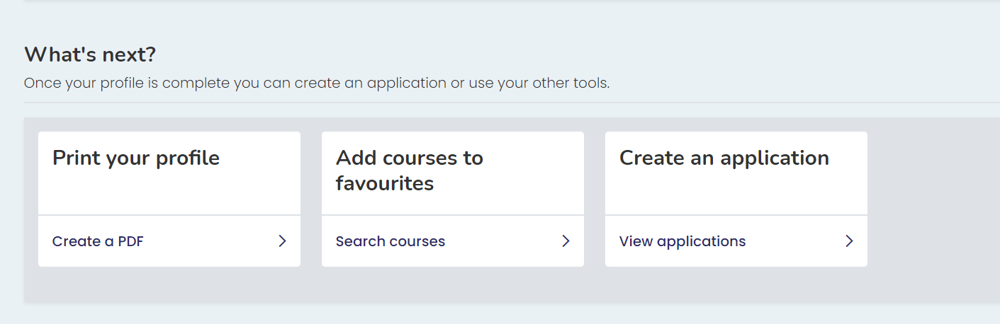 What's next?
Once your profile is complete you can create an application or use your other tools.
Print your profile
Create a PDF
Add courses to
favourites
Search courses
Create an application
View applications